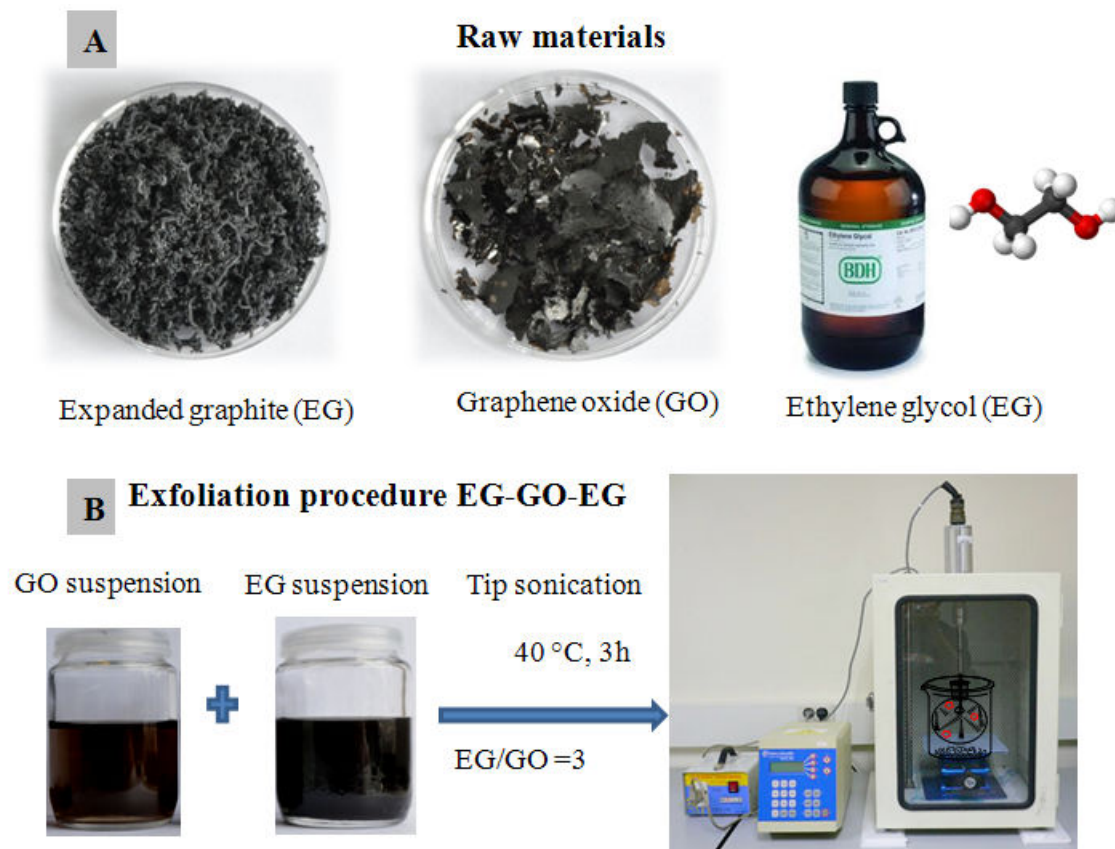 A
Raw materials
Ethylene Glycol
BDH
Expanded graphite (EG)
Graphene oxide (GO)
Ethylene glycol (EG)
B
Exfoliation procedure EG-GO-EG
GO suspension
EG suspension
Tip sonication
40 °C, 3h
EG/GO =3